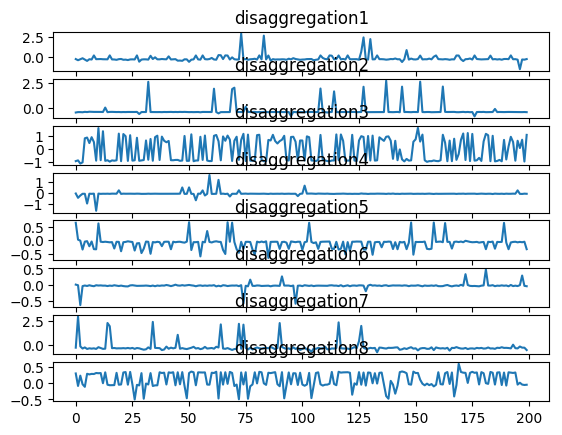 disaggregation1
2.5
0.0
disaggregation2
2.5
0.0
disaggregation3
1
0
−1
disaggregation4
1
0
−1
disaggregation5
0.5
0.0
−0.5
disaggregation6
0.5
0.0
−0.5
disaggregation7
2.5
0.0
disaggregation8
0.5
0.0
−0.5
0 25 50 75 100 125 150 175 200